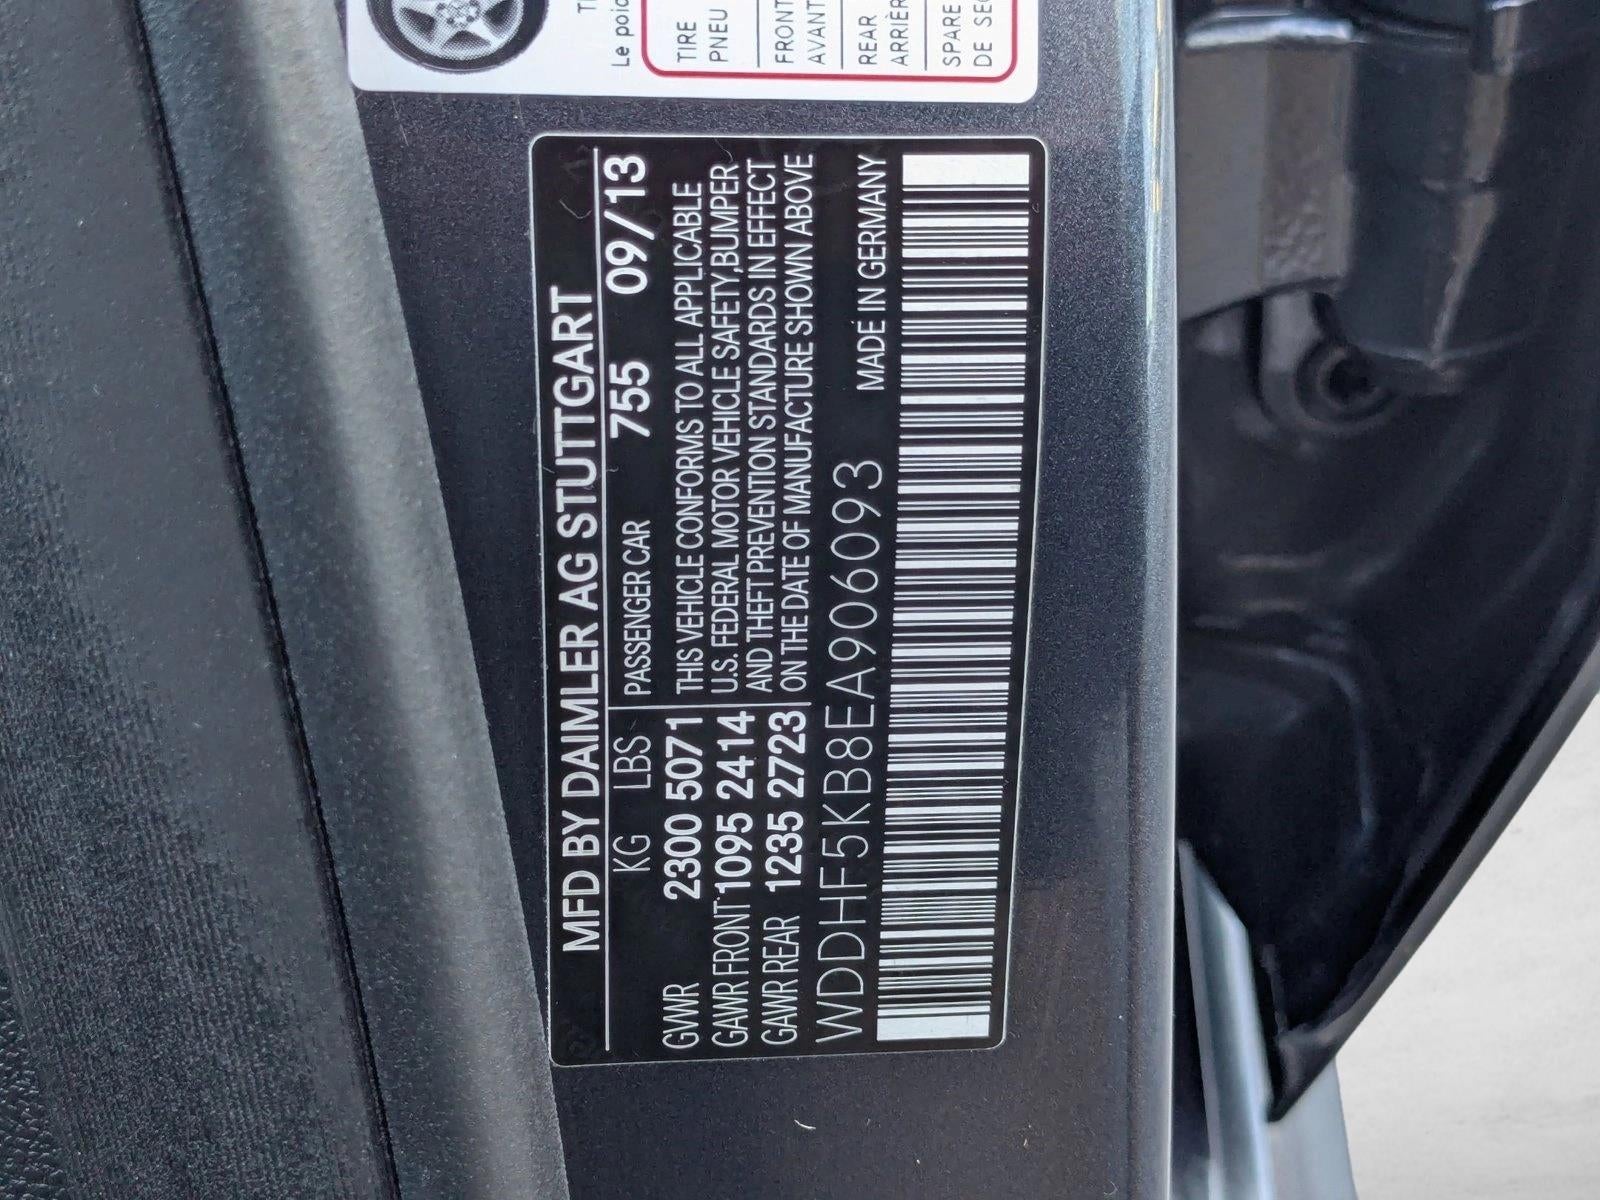 Le
TIRE
PNEU
FRONT
AVANT
REAR
ARRIÈR
SPARE
DE
MFD BY DAIMLER AG STUTTGART
KG LBS PASSENGER CAR 755 09/13
GVWR 2300 5071
GAWR FRONT 1095 2414
GAWR REAR 1235 2723
THIS VEHICLE CONFORMS TO ALL APPLICABLE
U.S. FEDERAL MOTOR VEHICLE SAFETY,BUMPER
AND THEFT PREVENTION STANDARDS IN EFFECT
ON THE DATE OF MANUFACTURE SHOWN ABOVE
WDDHF5KB8EA906093 MADE IN GERMANY